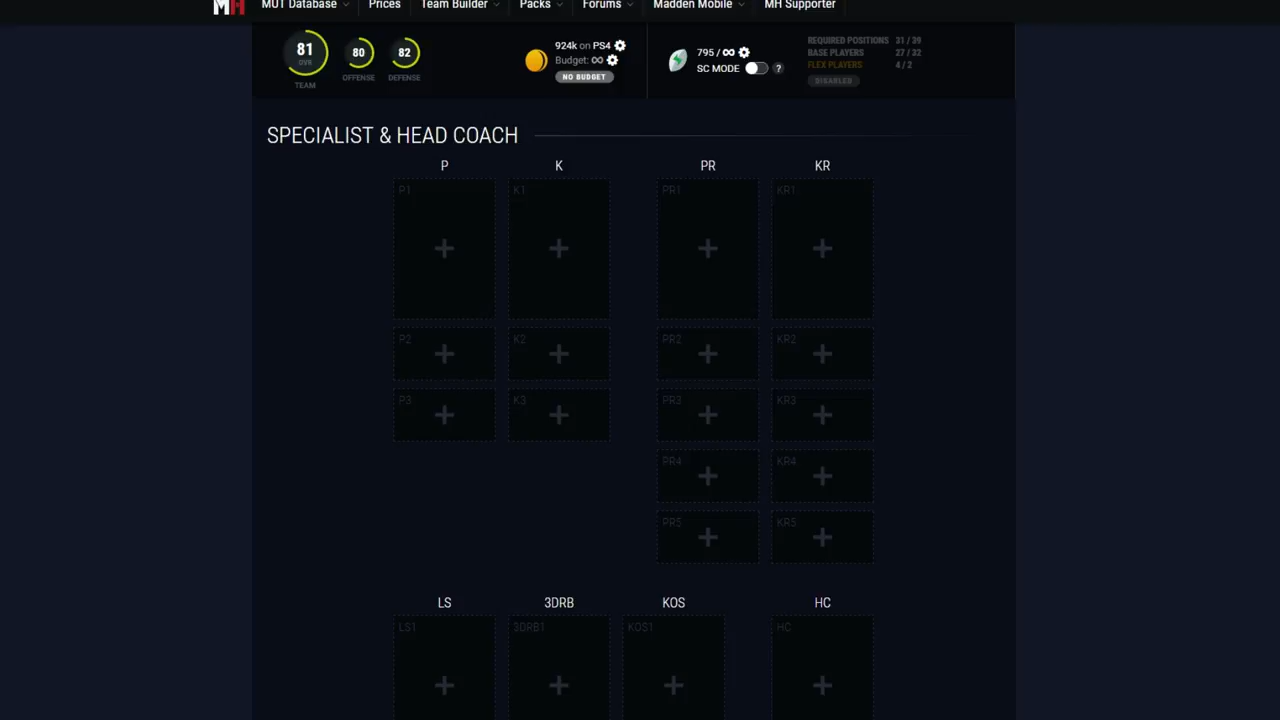 MH MUT Database Prices Team Builder Packs Forums Madden Mobile MH Supporter
81 OVR TEAM
80 OFFENSE
82 DEFENSE
924k on PS4
Budget: ∞
NO BUDGET
795 / ∞
SC MODE ?
REQUIRED POSITIONS 31 / 39
BASE PLAYERS 27 / 32
FLEX PLAYERS 4 / 2
DISABLED
SPECIALIST & HEAD COACH
P K PR KR
P1 K1 PR1 KR1
P2 K2 PR2 KR2
P3 K3 PR3 KR3
PR4 KR4
PR5 KR5
LS 3DRB KOS HC
LS1 3DRB1 KOS1 HC